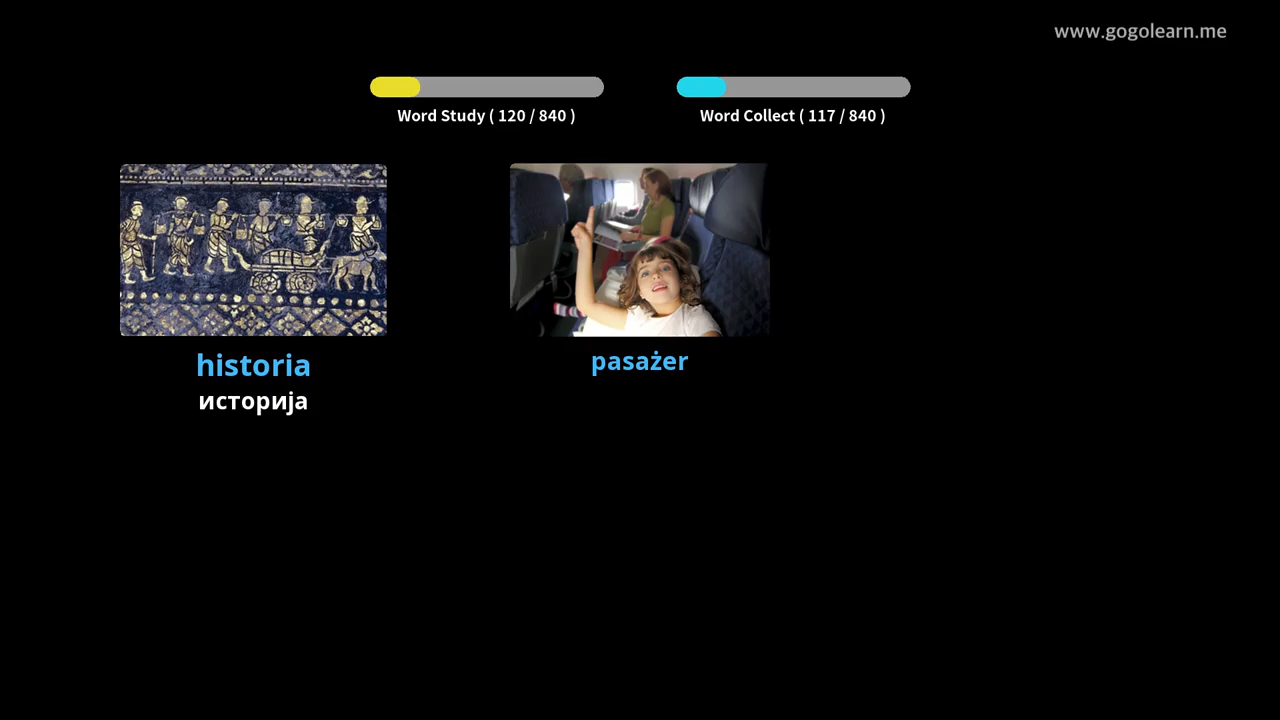 www.gogolearn.me
Word Study ( 120 / 840 )
Word Collect ( 117 / 840 )
historia
историја
pasażer